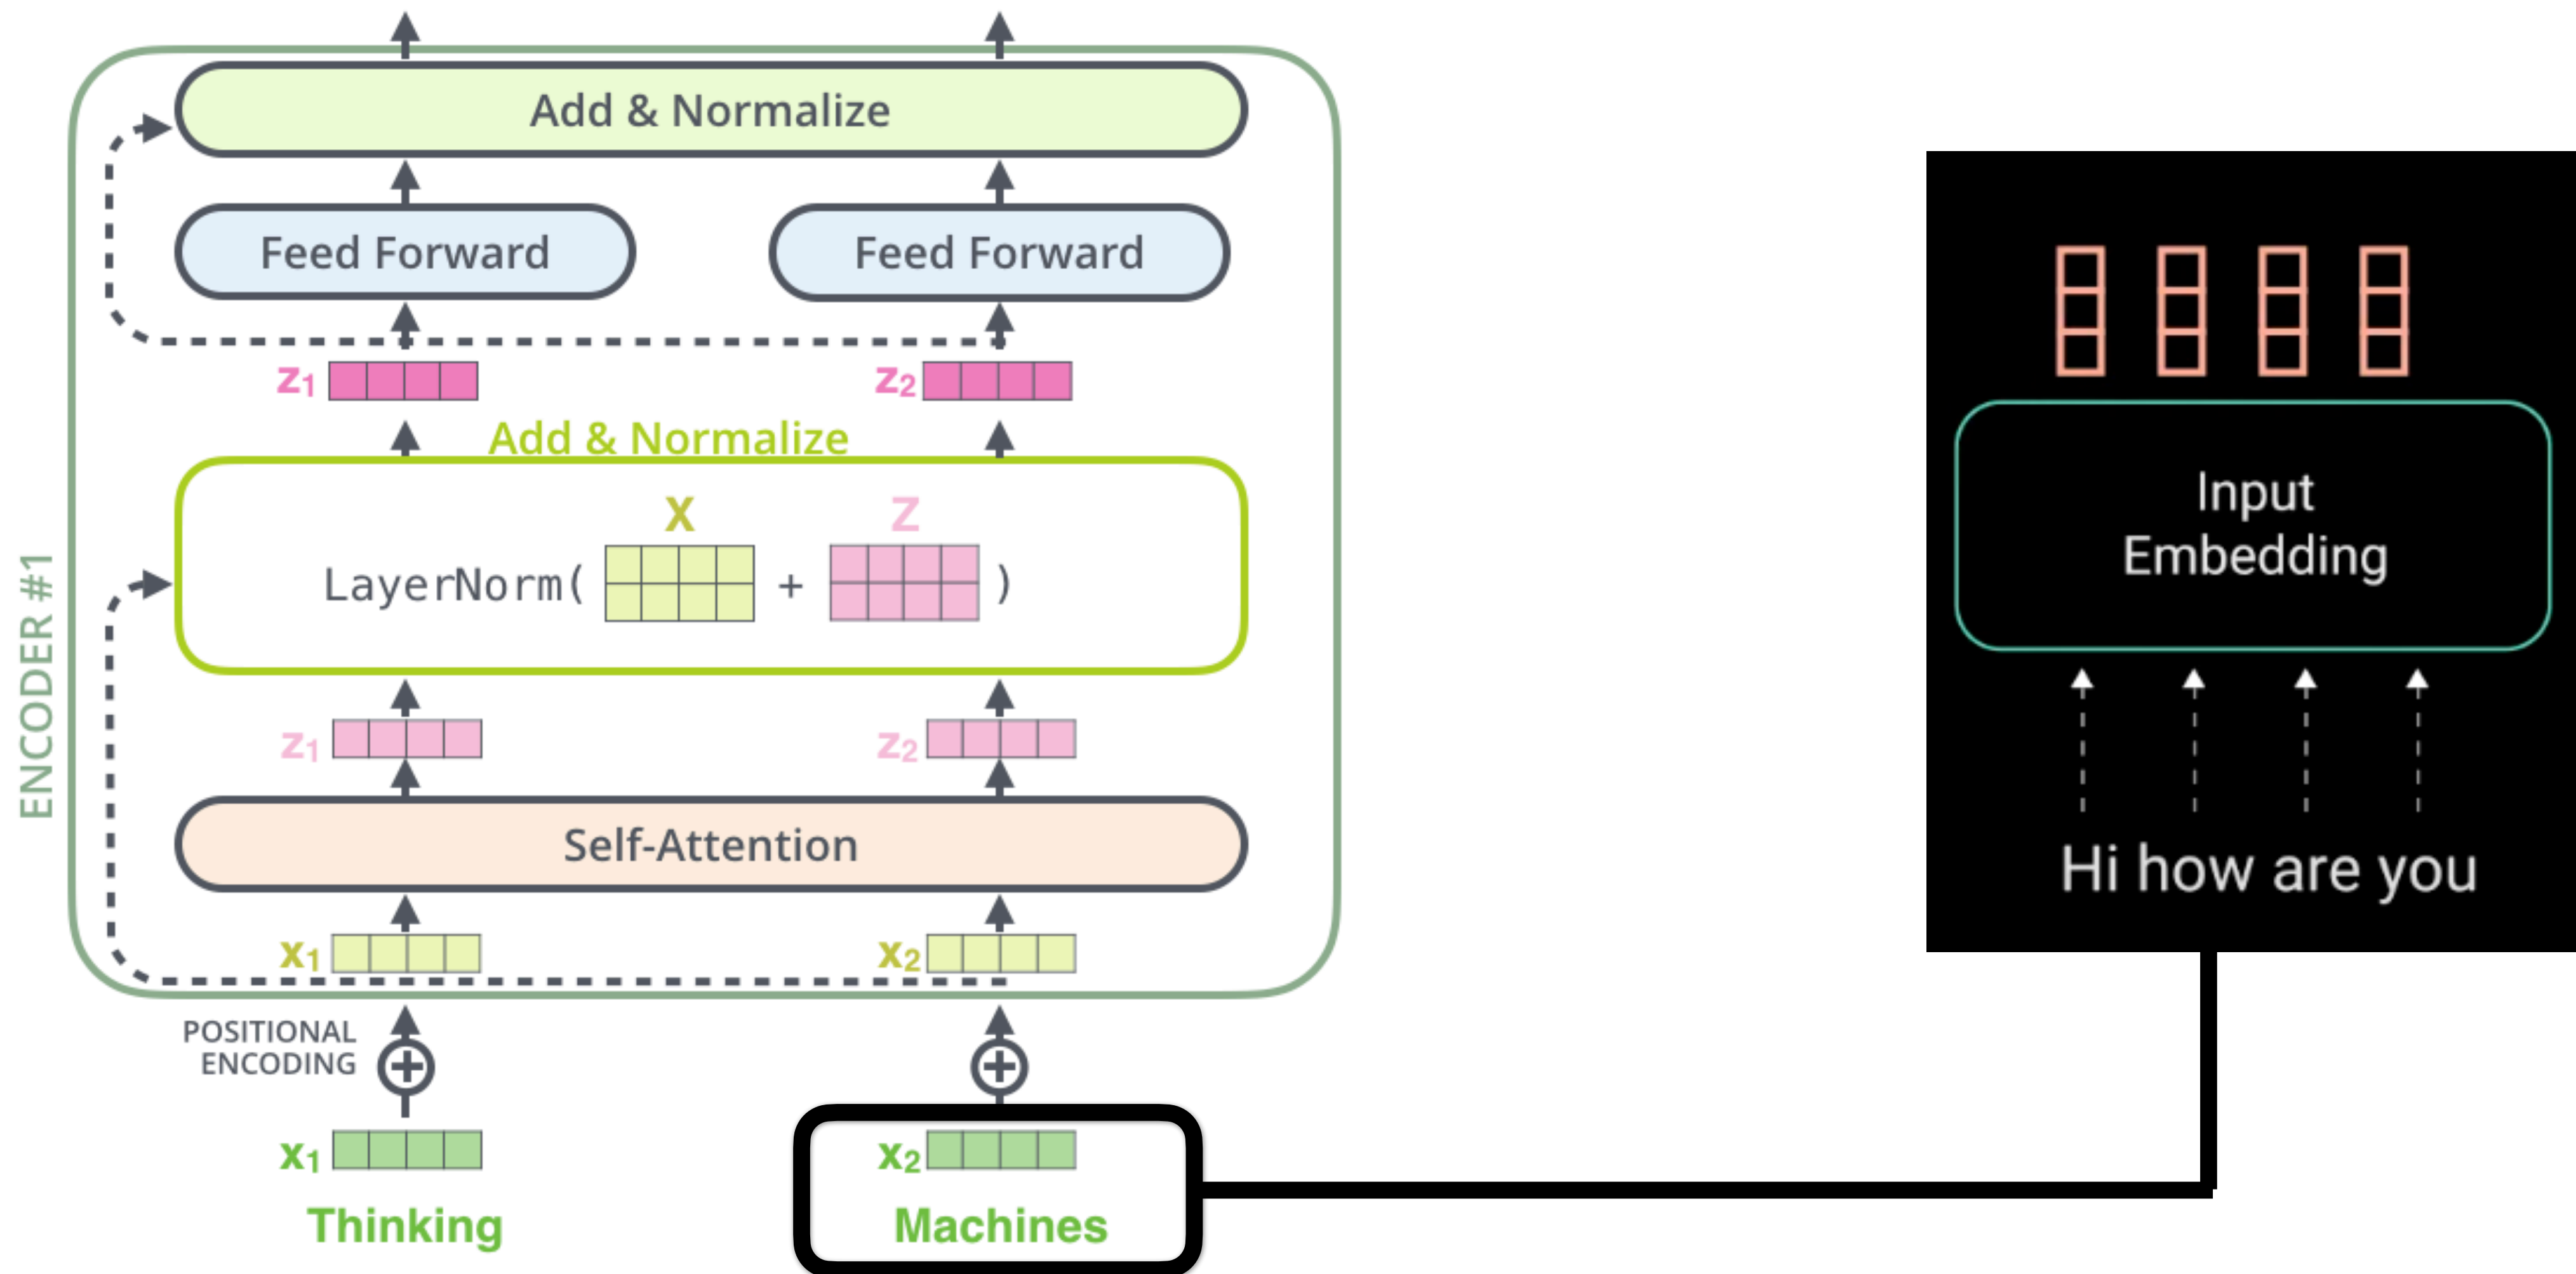 Add & Normalize
Feed Forward
Feed Forward
z1
z2
Add & Normalize
X
Z
LayerNorm(
+
)
z1
z2
Self-Attention
x1
x2
ENCODER #1
POSITIONAL
ENCODING
x1
x2
Thinking
Machines
Input
Embedding
Hi how are you